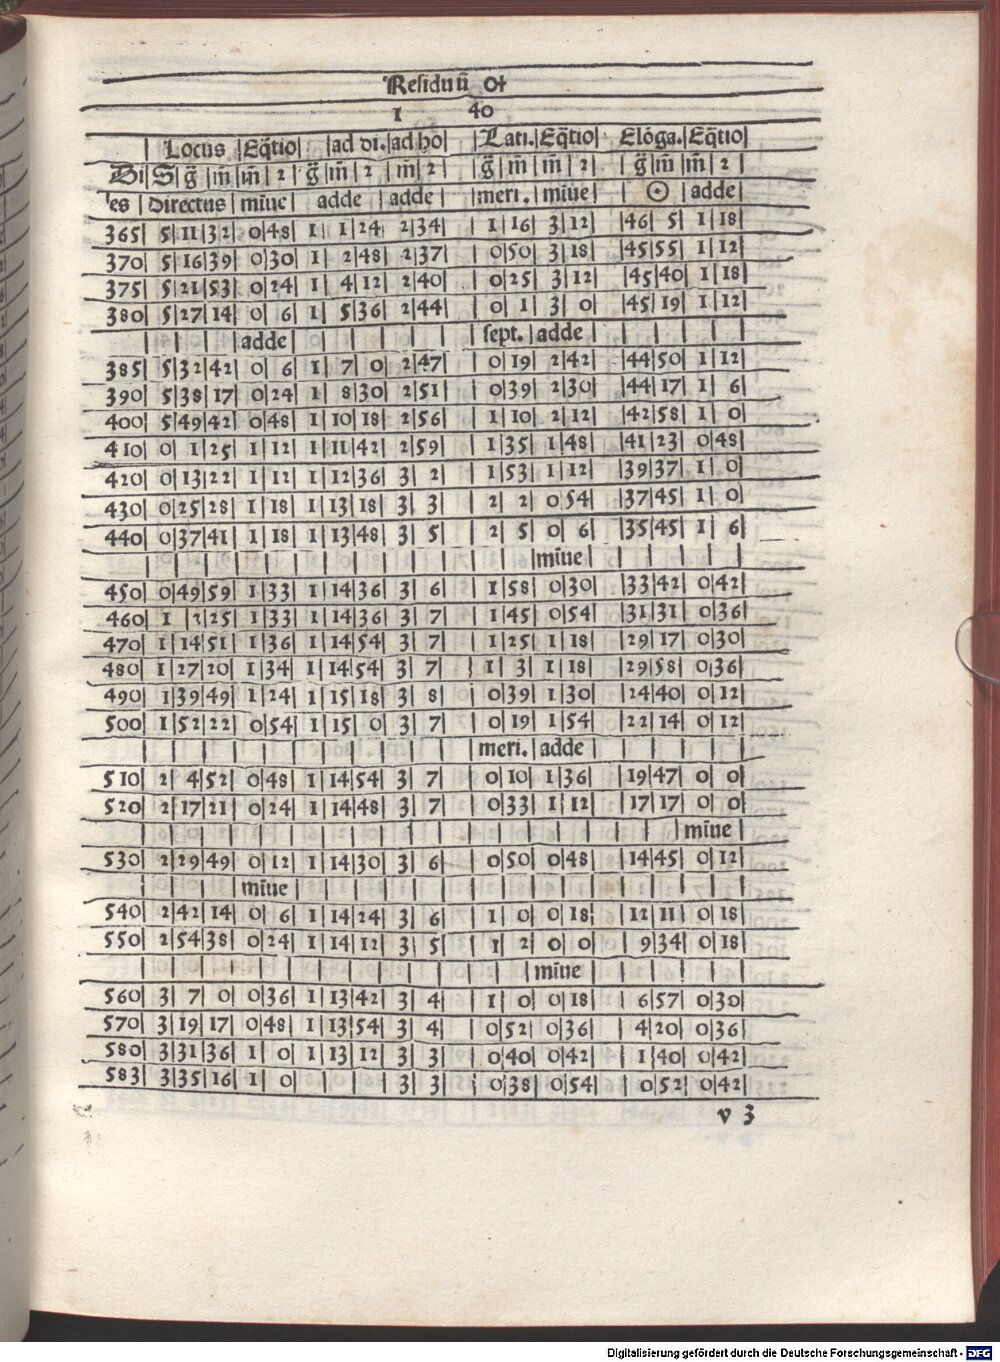 Residuū
1 40
| Locus |Eq̄tio| |ad di.|ad ho| |Lati.|Eq̄tio| Elōga.|Eq̄tio|
Di|S|g̈|m̄|m̄|2| g̈|m̄|2 |m̄|2| |g̈|m̄|m̄|2| |g̈|m̄|m̄|2|
es |directus|miue| adde |adde| |meri.|miue| |☉|adde|
365| 5|11|32| 0|48| 1| 1|24| 2|34| | 1|16| 3|12| |46| 5| 1|18|
370| 5|16|39| 0|30| 1| 2|48| 2|37| | 0|50| 3|18| |45|55| 1|12|
375| 5|21|53| 0|24| 1| 4|12| 2|40| | 0|25| 3|12| |45|40| 1|18|
380| 5|27|14| 0| 6| 1| 5|36| 2|44| | 0| 1| 3| 0| |45|19| 1|12|
| | | |adde| | | | | | |sept.|adde | | | | |
385| 5|32|42| 0| 6| 1| 7| 0| 2|47| | 0|19| 2|42| |44|50| 1|12|
390| 5|38|17| 0|24| 1| 8|30| 2|51| | 0|39| 2|30| |44|17| 1| 6|
400| 5|49|42| 0|48| 1|10|18| 2|56| | 1|10| 2|12| |42|58| 1| 0|
410| 0| 1|25| 1|12| 1|11|42| 2|59| | 1|35| 1|48| |41|23| 0|48|
420| 0|13|22| 1|12| 1|12|36| 3| 2| | 1|53| 1|12| |39|37| 1| 0|
430| 0|25|28| 1|18| 1|13|18| 3| 3| | 2| 2| 0|54| |37|45| 1| 0|
440| 0|37|41| 1|18| 1|13|48| 3| 5| | 2| 5| 0| 6| |35|45| 1| 6|
| | | | | | | | | | | | |miue| | | | |
450| 0|49|59| 1|33| 1|14|36| 3| 6| | 1|58| 0|30| |33|42| 0|42|
460| 1| 2|25| 1|33| 1|14|36| 3| 7| | 1|45| 0|54| |31|31| 0|36|
470| 1|14|51| 1|36| 1|14|54| 3| 7| | 1|25| 1|18| |29|17| 0|30|
480| 1|27|20| 1|34| 1|14|54| 3| 7| | 1| 3| 1|18| |29|58| 0|36|
490| 1|39|49| 1|24| 1|15|18| 3| 8| | 0|39| 1|30| |24|40| 0|12|
500| 1|52|22| 0|54| 1|15| 0| 3| 7| | 0|19| 1|54| |22|14| 0|12|
| | | | | | | | | | | |meri.|adde | | | | |
510| 2| 4|52| 0|48| 1|14|54| 3| 7| | 0|10| 1|36| |19|47| 0| 0|
520| 2|17|21| 0|24| 1|14|48| 3| 7| | 0|33| 1|12| |17|17| 0| 0|
| | | | | | | | | | | | | | | | | |miue|
530| 2|29|49| 0|12| 1|14|30| 3| 6| | 0|50| 0|48| |14|45| 0|12|
| | | |miue| | | | | | | | | | | | | |
540| 2|42|14| 0| 6| 1|14|24| 3| 6| | 1| 0| 0|18| |12|11| 0|18|
550| 2|54|38| 0|24| 1|14|12| 3| 5| | 1| 2| 0| 0| | 9|34| 0|18|
| | | | | | | | | | | | |miue| | | | |
560| 3| 7| 0| 0|36| 1|13|42| 3| 4| | 1| 0| 0|18| | 6|57| 0|30|
570| 3|19|17| 0|48| 1|13|54| 3| 4| | 0|52| 0|36| | 4|20| 0|36|
580| 3|31|36| 1| 0| 1|13|12| 3| 3| | 0|40| 0|42| | 1|40| 0|42|
583| 3|35|16| 1| 0| | | | 3| 3| | 0|38| 0|54| | 0|52| 0|42|
v 3
Digitalisierung gefördert durch die Deutsche Forschungsgemeinschaft - DFG